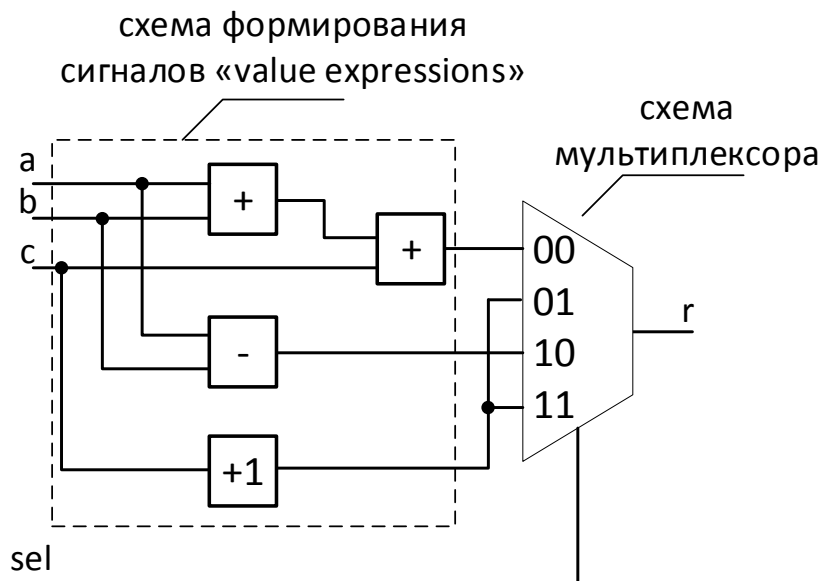 схема формирования
сигналов «value expressions»
схема
мультиплексора
a
b
c
+
+
-
+1
00
01
10
11
r
sel